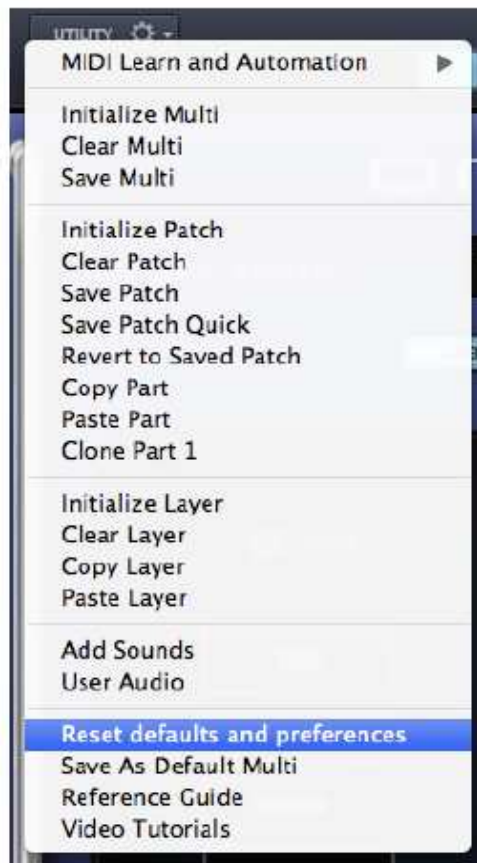 UTILITY
MIDI Learn and Automation
Initialize Multi
Clear Multi
Save Multi
Initialize Patch
Clear Patch
Save Patch
Save Patch Quick
Revert to Saved Patch
Copy Part
Paste Part
Clone Part 1
Initialize Layer
Clear Layer
Copy Layer
Paste Layer
Add Sounds
User Audio
Reset defaults and preferences
Save As Default Multi
Reference Guide
Video Tutorials